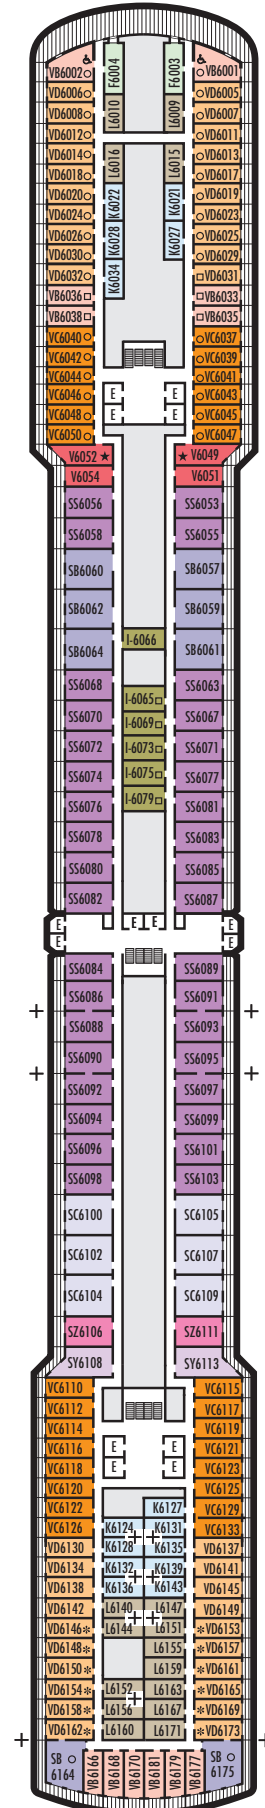 VB6002 F6004 F6003 VB6001
VD6006 VD6005
VD6008 L6010 L6009 VD6007
VD6012 VD6011
VD6014 L6016 L6015 VD6013
VD6018 VD6017
VD6020 K6022 K6021 VD6019
VD6024 VD6023
VD6026 K6028 K6027 VD6025
VD6030 VD6029
VD6032 K6034 VD6031
VB6036 VB6033
VB6038 VB6035
VC6040 VC6037
VC6042 VC6039
VC6044 VC6041
VC6046 E E VC6043
VC6048 E E VC6045
VC6050 VC6047
V6052 ★ ★ V6049
V6054 V6051
SS6056 SS6053
SS6058 SS6055
SB6060 SB6057
SB6062 SB6059
SB6064 I-6066 SB6061
SS6068 I-6065 SS6063
SS6070 I-6069 SS6067
SS6072 I-6073 SS6071
SS6074 I-6075 SS6077
SS6076 I-6079 SS6081
SS6078 SS6083
SS6080 SS6085
SS6082 SS6087
E E E E
E E
SS6084 SS6089
SS6086 SS6091
SS6088 SS6093
SS6090 SS6095
SS6092 SS6097
SS6094 SS6099
SS6096 SS6101
SS6098 SS6103
SC6100 SC6105
SC6102 SC6107
SC6104 SC6109
SZ6106 SZ6111
SY6108 SY6113
VC6110 VC6115
VC6112 VC6117
VC6114 VC6119
VC6116 E E VC6121
VC6118 E E VC6123
VC6120 VC6125
VC6122 K6127 VC6129
VC6126 K6124 K6131 VC6133
VD6130 K6128 K6135 VD6137
VD6134 K6132 K6139 VD6141
VD6138 K6136 K6143 VD6145
VD6142 L6140 L6147 VD6149
VD6146* L6144 L6151 *VD6153
VD6148* L6155 *VD6157
VD6150* L6159 *VD6161
VD6154* L6152 L6163 *VD6165
VD6158* L6156 L6167 *VD6169
VD6162* L6160 L6171 *VD6173
SB 6164 VB6166 VB6168 VB6170 VB6181 VB6179 VB6177 SB 6175